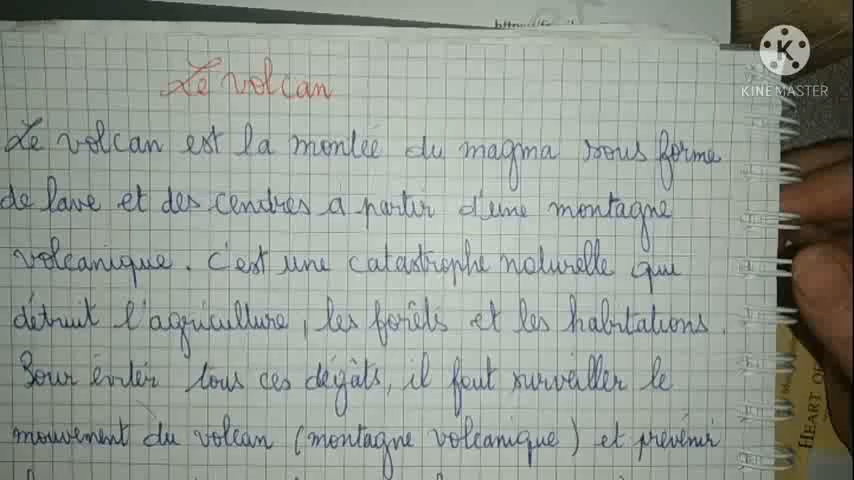 Le volcan
Le volcan est la montée du magma sous forme
de lave et des cendres a partir d'une montagne
volcanique. C'est une catastrophe naturelle qui
détruit l'agriculture, les forêts et les habitations.
Pour éviter tous ces dégâts, il faut surveiller le
mouvement du volcan (montagne volcanique) et prévenir
KINEMASTER
HEART OF